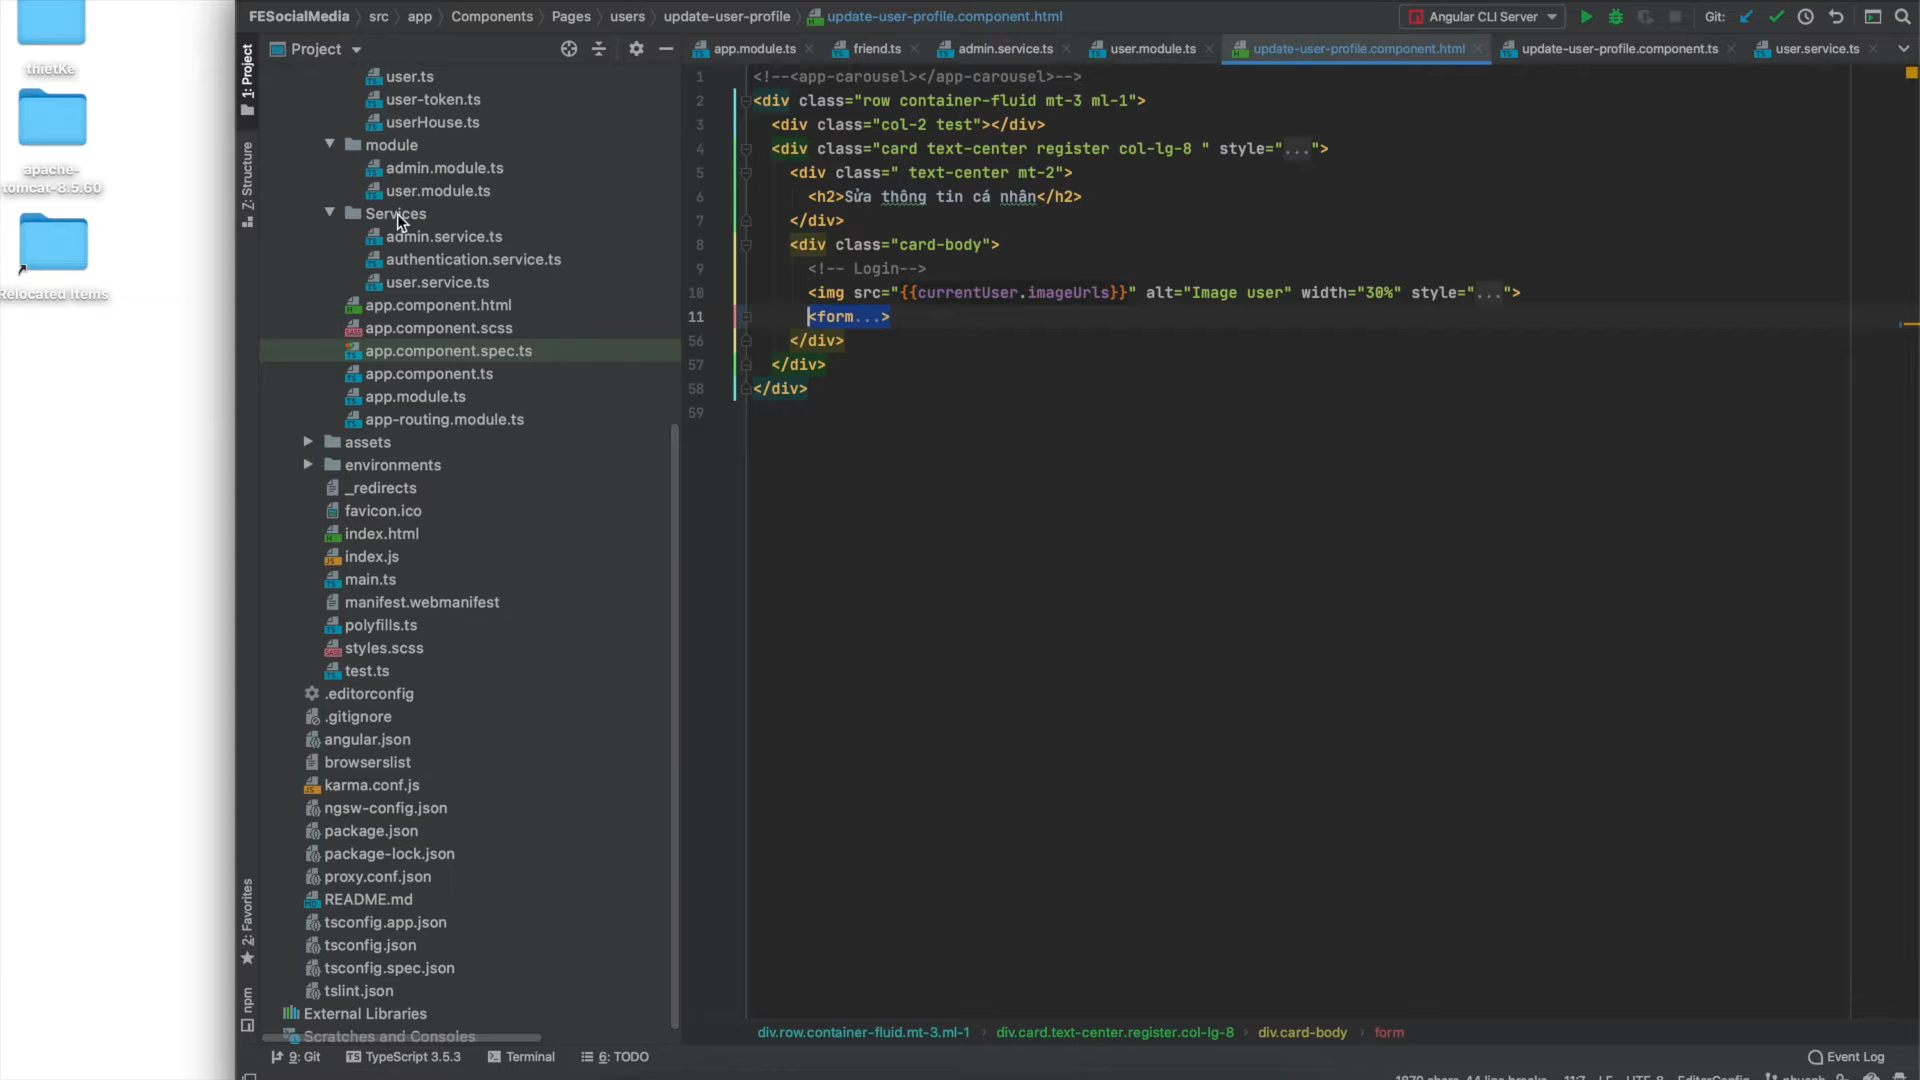 thietKe
apache-
tomcat-8.5.60
Relocated Items
FESocialMedia src app Components Pages users update-user-profile update-user-profile.component.html
Angular CLI Server
Git:
1: Project
Z: Structure
2: Favorites
npm
Project
app.module.ts
friend.ts
admin.service.ts
user.module.ts
update-user-profile.component.html
update-user-profile.component.ts
user.service.ts
user.ts
user-token.ts
userHouse.ts
module
admin.module.ts
user.module.ts
Services
admin.service.ts
authentication.service.ts
user.service.ts
app.component.html
app.component.scss
app.component.spec.ts
app.component.ts
app.module.ts
app-routing.module.ts
assets
environments
_redirects
favicon.ico
index.html
index.js
main.ts
manifest.webmanifest
polyfills.ts
styles.scss
test.ts
.editorconfig
.gitignore
angular.json
browserslist
karma.conf.js
ngsw-config.json
package.json
package-lock.json
proxy.conf.json
README.md
tsconfig.app.json
tsconfig.json
tsconfig.spec.json
tslint.json
External Libraries
Scratches and Consoles
1 <!--<app-carousel></app-carousel>-->
2 <div class="row container-fluid mt-3 ml-1">
3 <div class="col-2 test"></div>
4 <div class="card text-center register col-lg-8 " style="...">
5 <div class=" text-center mt-2">
6 <h2>Sửa thông tin cá nhân</h2>
7 </div>
8 <div class="card-body">
9 <!-- Login-->
10 <img src="{{currentUser.imageUrls}}" alt="Image user" width="30%" style="...">
11 <form...>
56 </div>
57 </div>
58 </div>
59
div.row.container-fluid.mt-3.ml-1 div.card.text-center.register.col-lg-8 div.card-body form
9: Git
TypeScript 3.5.3
Terminal
6: TODO
Event Log